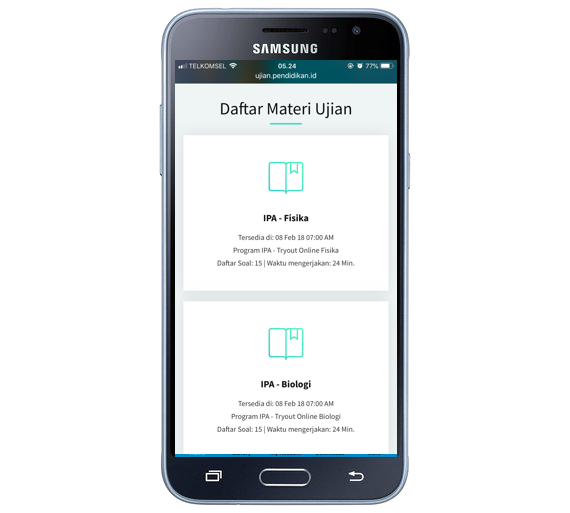 SAMSUNG
TELKOMSEL 05.24 77%
ujian.pendidikan.id
Daftar Materi Ujian
IPA - Fisika
Tersedia di: 08 Feb 18 07:00 AM
Program IPA - Tryout Online Fisika
Daftar Soal: 15 | Waktu mengerjakan: 24 Min.
IPA - Biologi
Tersedia di: 08 Feb 18 07:00 AM
Program IPA - Tryout Online Biologi
Daftar Soal: 15 | Waktu mengerjakan: 24 Min.